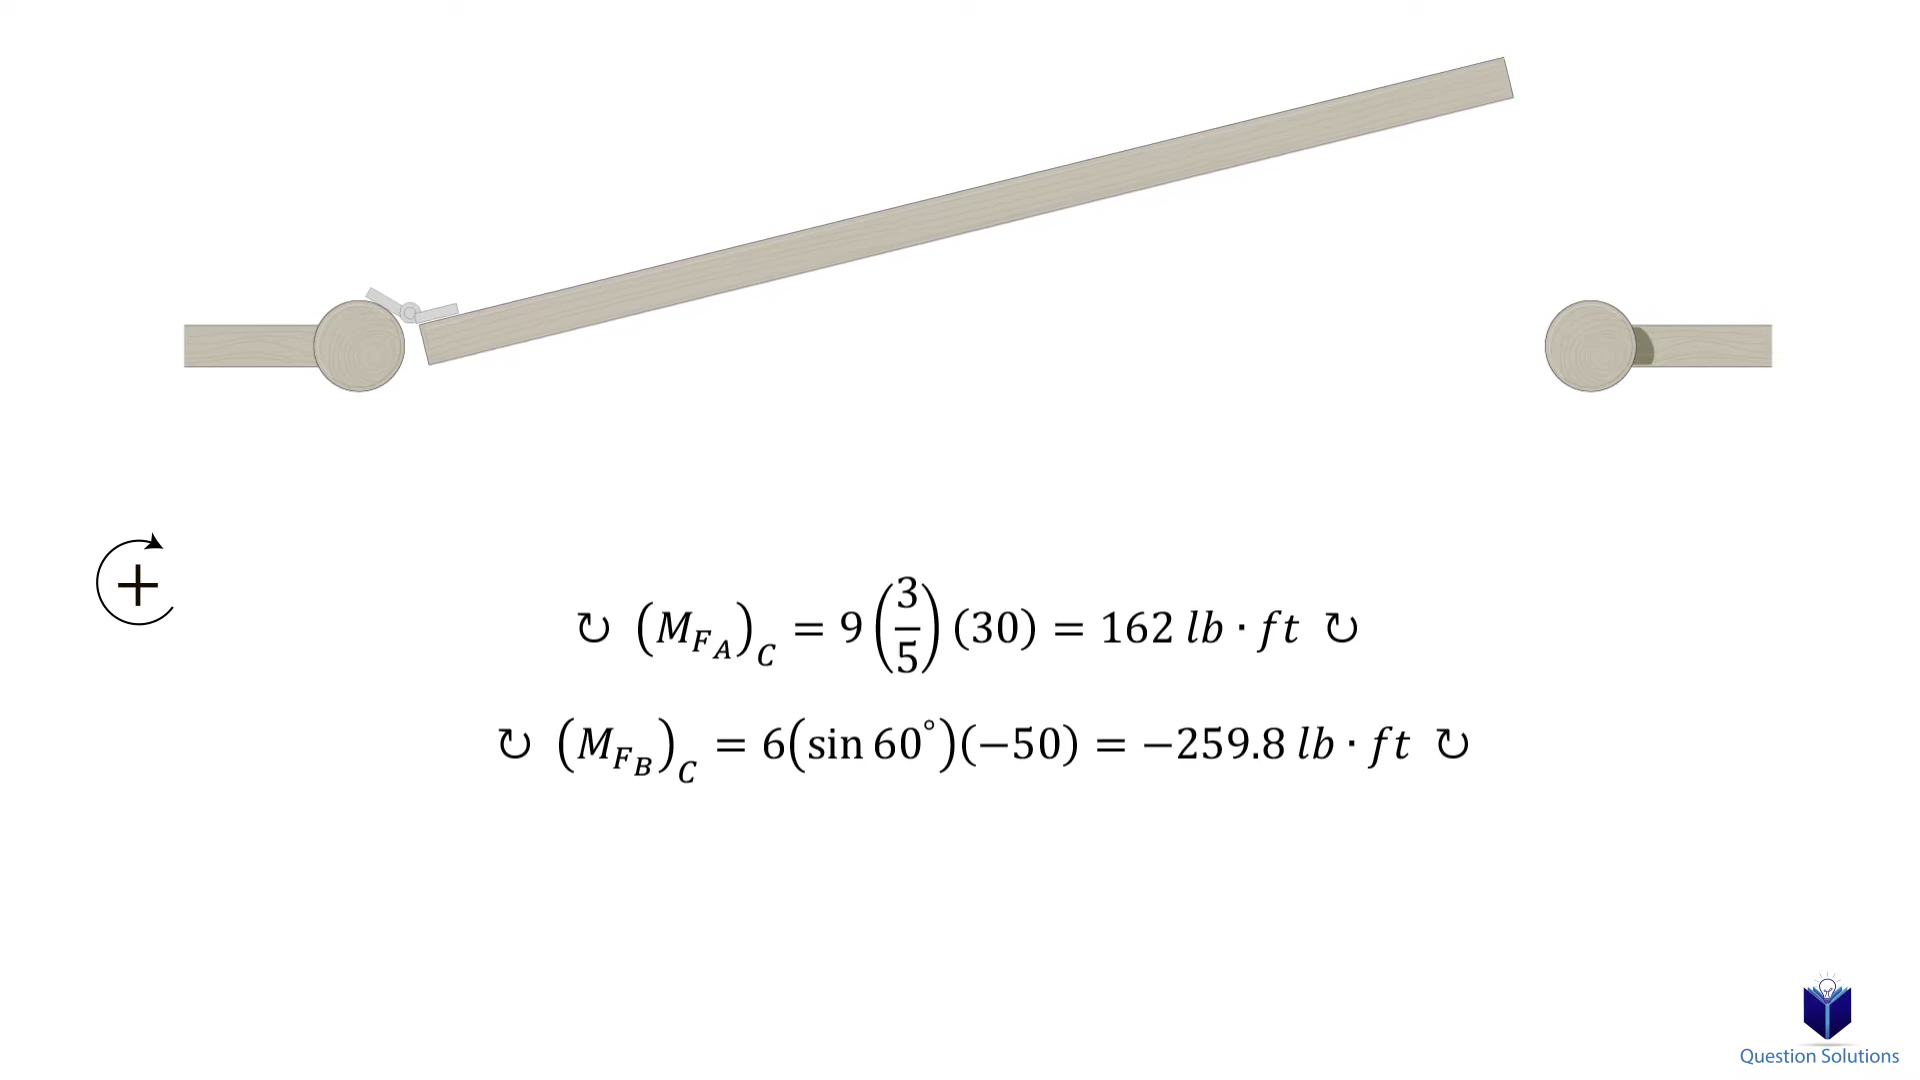 +
↻ (M_{F_A})_C = 9(3/5)(30) = 162 lb · ft ↻
↻ (M_{F_B})_C = 6(sin 60°)(−50) = −259.8 lb · ft ↻
Question Solutions